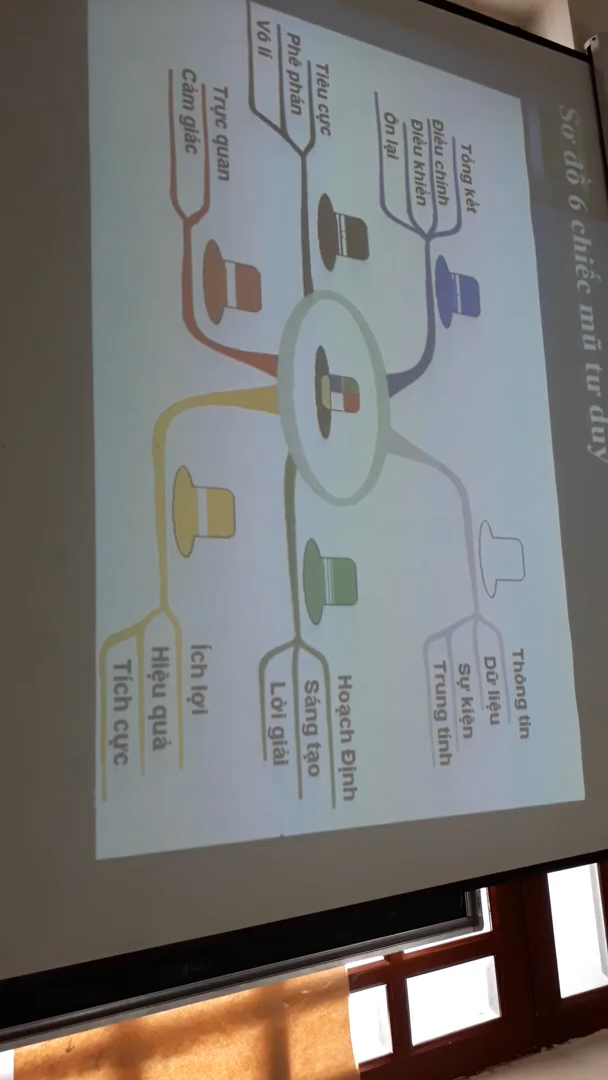 Sơ đồ 6 chiếc mũ tư duy
Tổng kết
Điều chỉnh
Điều khiển
Ôn lại
Tiêu cực
Phê phán
Vô lí
Trực quan
Cảm giác
Thông tin
Dữ liệu
Sự kiện
Trung tính
Hoạch Định
Sáng tạo
Lời giải
Ích lợi
Hiệu quả
Tích cực